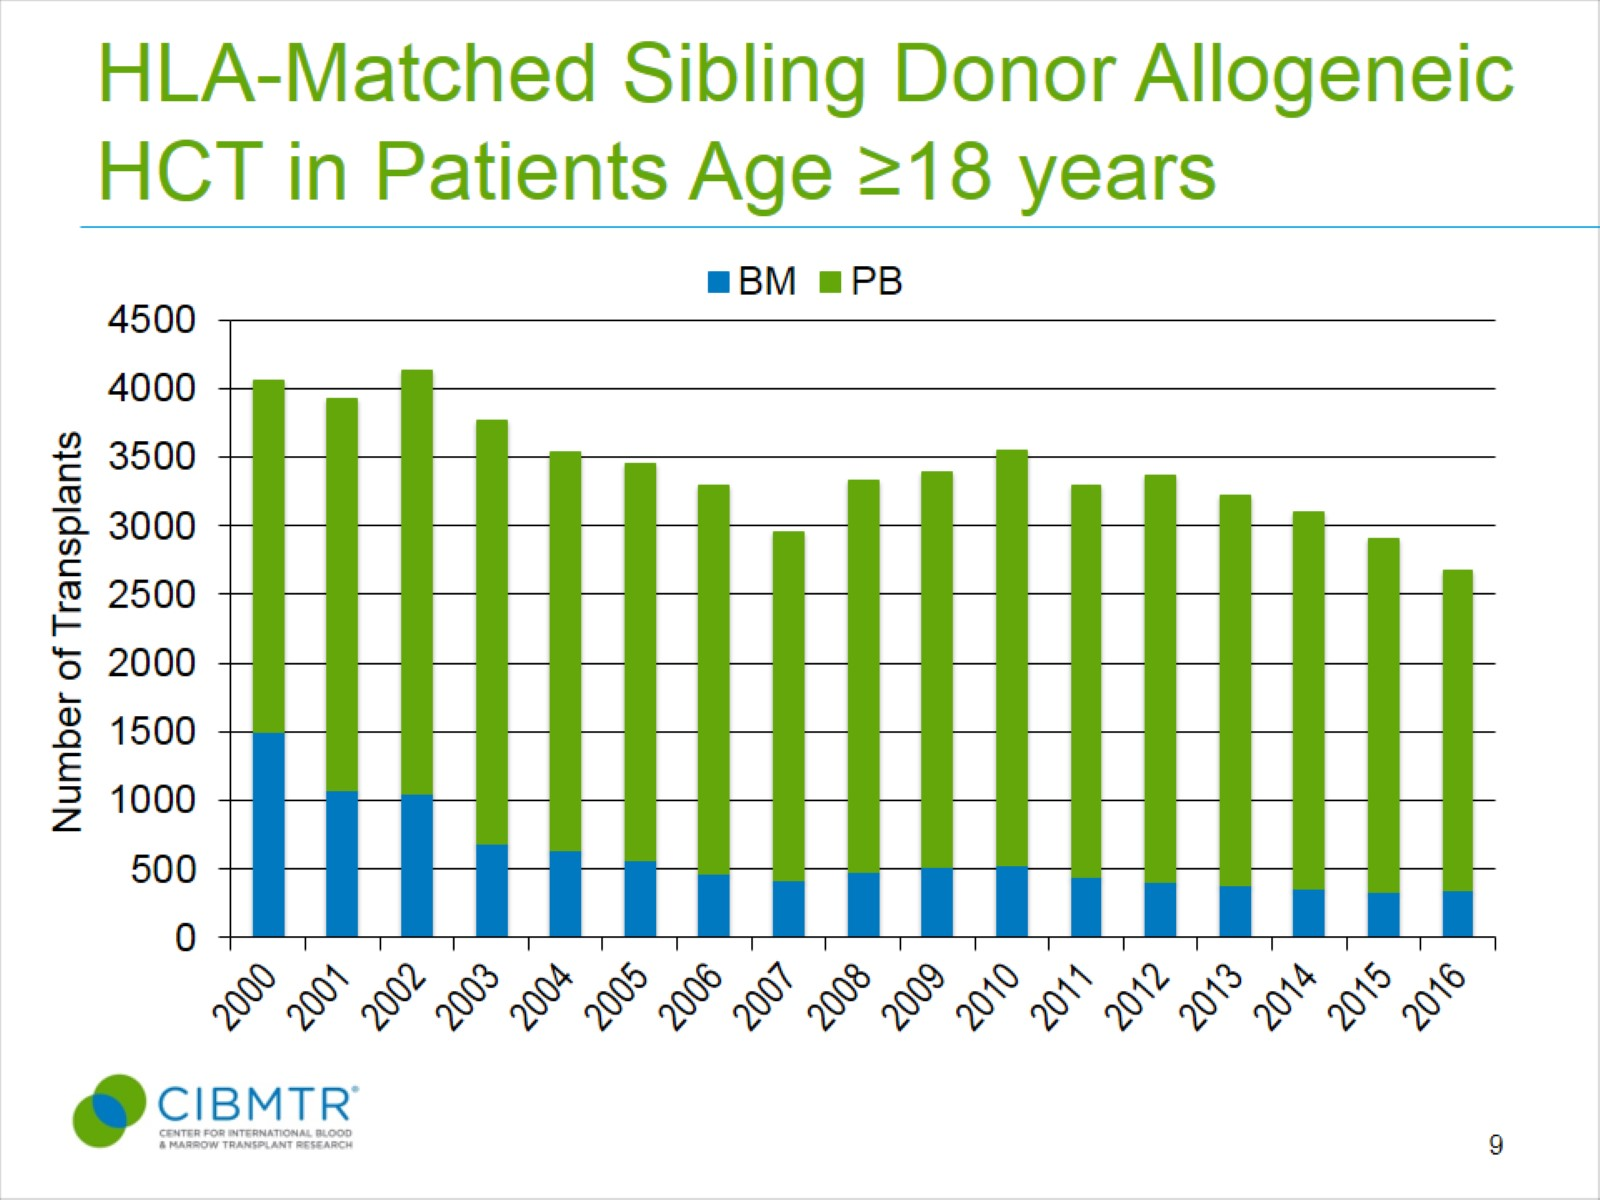 HLA-Matched Sibling Donor Allogeneic
HCT in Patients Age ≥18 years
BM PB
Number of Transplants
4500
4000
3500
3000
2500
2000
1500
1000
500
0
2000 2001 2002 2003 2004 2005 2006 2007 2008 2009 2010 2011 2012 2013 2014 2015 2016
CIBMTR®
CENTER FOR INTERNATIONAL BLOOD
& MARROW TRANSPLANT RESEARCH
9